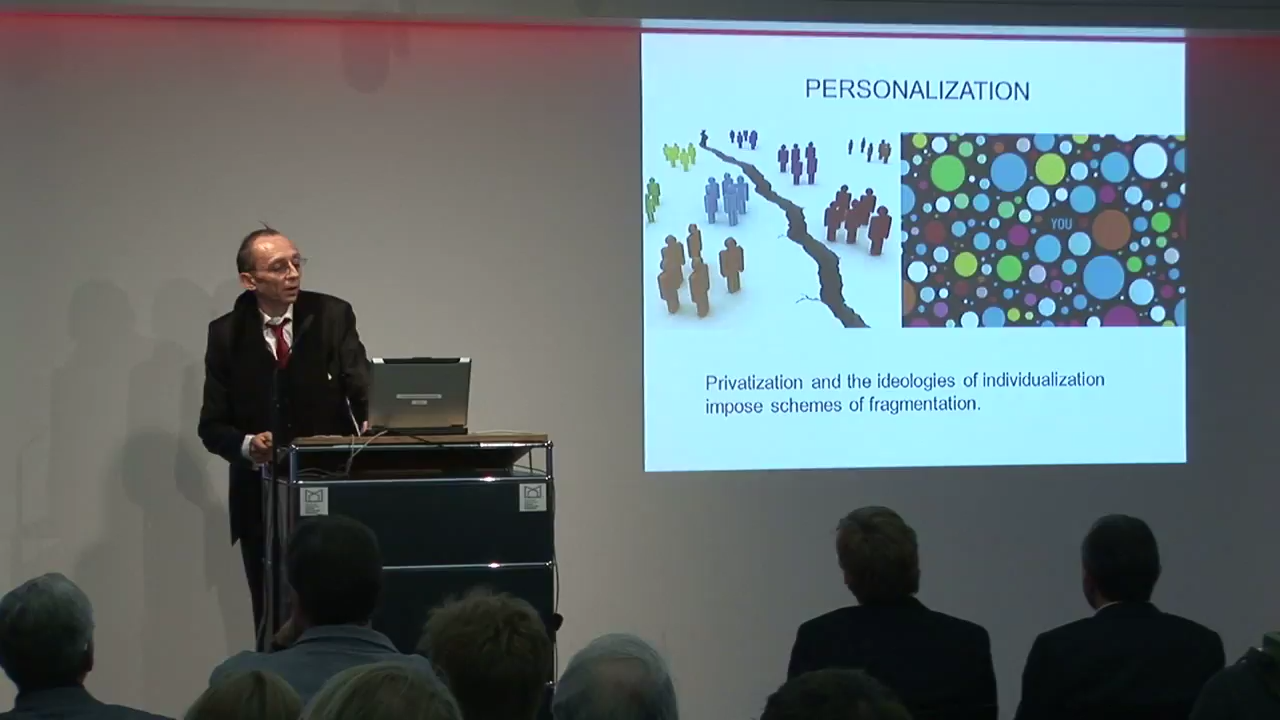 PERSONALIZATION
YOU
Privatization and the ideologies of individualization
impose schemes of fragmentation.